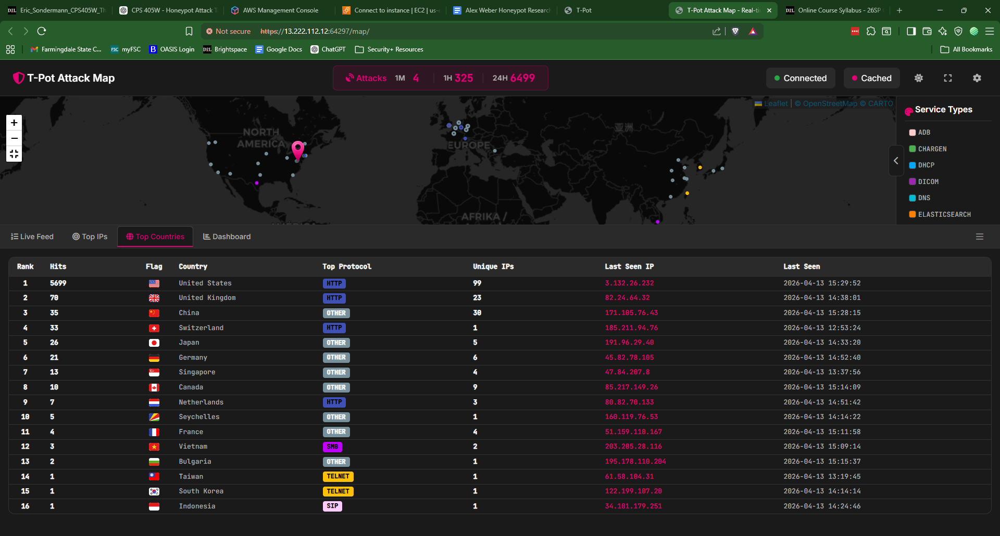 Eric_Sondermann_CPS405W_Th
CPS 405W - Honeypot Attack T
AWS Management Console
Connect to instance | EC2 | us-e
Alex Weber Honeypot Research
T-Pot
T-Pot Attack Map - Real-ti
Online Course Syllabus - 26SP
Not secure https://13.222.112.12:64297/map/
Farmingdale State C...
FSC myFSC
B OASIS Login
D2L Brightspace
Google Docs
ChatGPT
Security+ Resources
All Bookmarks
T-Pot Attack Map
Attacks 1M 4 1H 325 24H 6499
Connected
Cached
Leaflet | © OpenStreetMap © CARTO
+
−
NORTH
AMERICA
EUROPE
亚洲
AFRIKA /
Service Types
ADB
CHARGEN
DHCP
DICOM
DNS
ELASTICSEARCH
Live Feed Top IPs Top Countries Dashboard
Rank Hits Flag Country Top Protocol Unique IPs Last Seen IP Last Seen
1 5699 United States HTTP 99 3.132.26.232 2026-04-13 15:29:52
2 70 United Kingdom HTTP 23 82.24.64.32 2026-04-13 14:38:01
3 35 China OTHER 30 171.105.76.43 2026-04-13 15:28:15
4 33 Switzerland HTTP 1 185.211.94.76 2026-04-13 12:53:24
5 26 Japan OTHER 5 191.96.29.40 2026-04-13 14:33:20
6 21 Germany OTHER 6 45.82.78.105 2026-04-13 14:52:40
7 13 Singapore OTHER 4 47.84.207.8 2026-04-13 13:37:56
8 10 Canada OTHER 9 85.217.149.26 2026-04-13 15:14:09
9 7 Netherlands HTTP 3 80.82.70.133 2026-04-13 14:51:42
10 5 Seychelles OTHER 1 160.119.76.53 2026-04-13 14:14:22
11 4 France OTHER 4 51.159.110.167 2026-04-13 15:11:58
12 3 Vietnam SMB 2 203.205.28.116 2026-04-13 15:09:14
13 2 Bulgaria OTHER 1 195.178.110.204 2026-04-13 15:15:37
14 1 Taiwan TELNET 1 61.58.104.31 2026-04-13 13:19:45
15 1 South Korea TELNET 1 122.199.107.20 2026-04-13 14:14:14
16 1 Indonesia SIP 1 34.101.179.251 2026-04-13 14:24:46